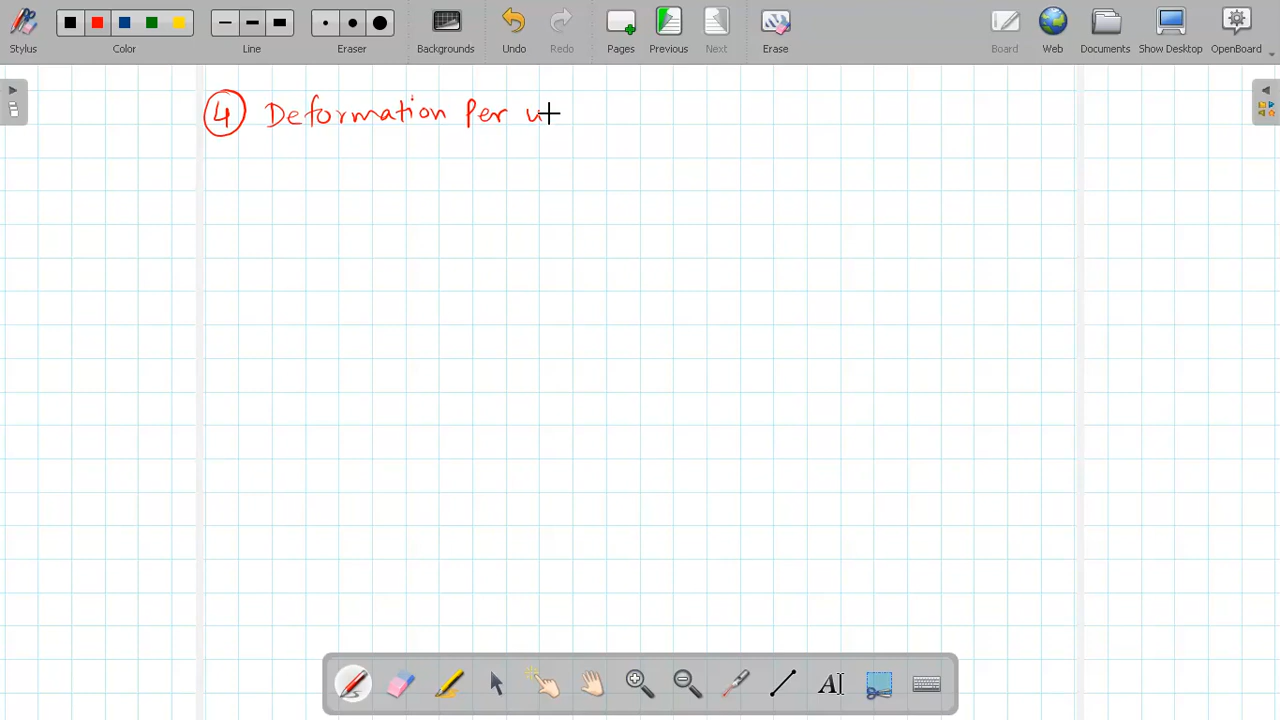 Stylus
Color
Line
Eraser
Backgrounds
Undo
Redo
Pages
Previous
Next
Erase
Board
Web
Documents
Show Desktop
OpenBoard
4 Deformation Per u